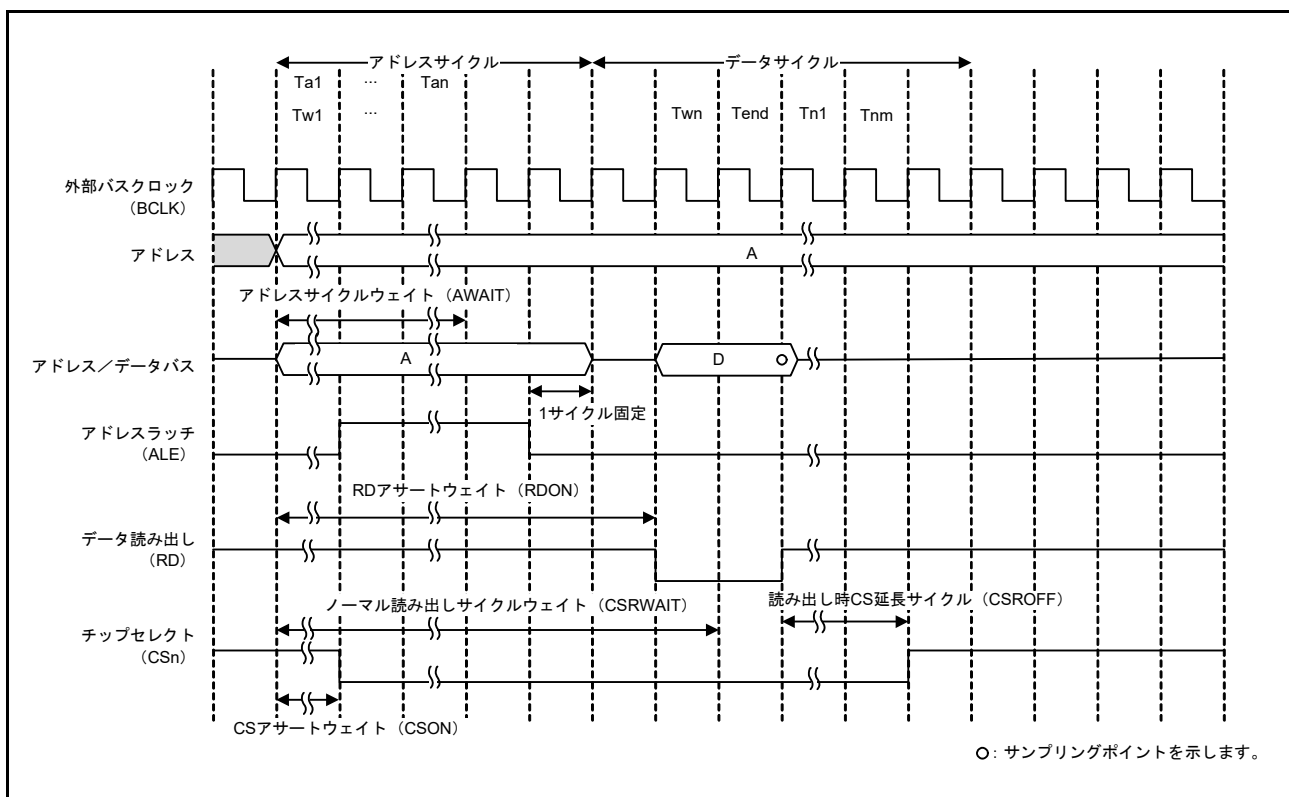 アドレスサイクル データサイクル
Ta1 ... Tan
Tw1 ... Twn Tend Tn1 Tnm
外部バスクロック
（BCLK）
アドレス A
アドレスサイクルウェイト（AWAIT）
アドレス／データバス A D
1サイクル固定
アドレスラッチ
（ALE）
RDアサートウェイト（RDON）
データ読み出し
（RD）
ノーマル読み出しサイクルウェイト（CSRWAIT） 読み出し時CS延長サイクル（CSROFF）
チップセレクト
（CSn）
CSアサートウェイト（CSON）
○: サンプリングポイントを示します。